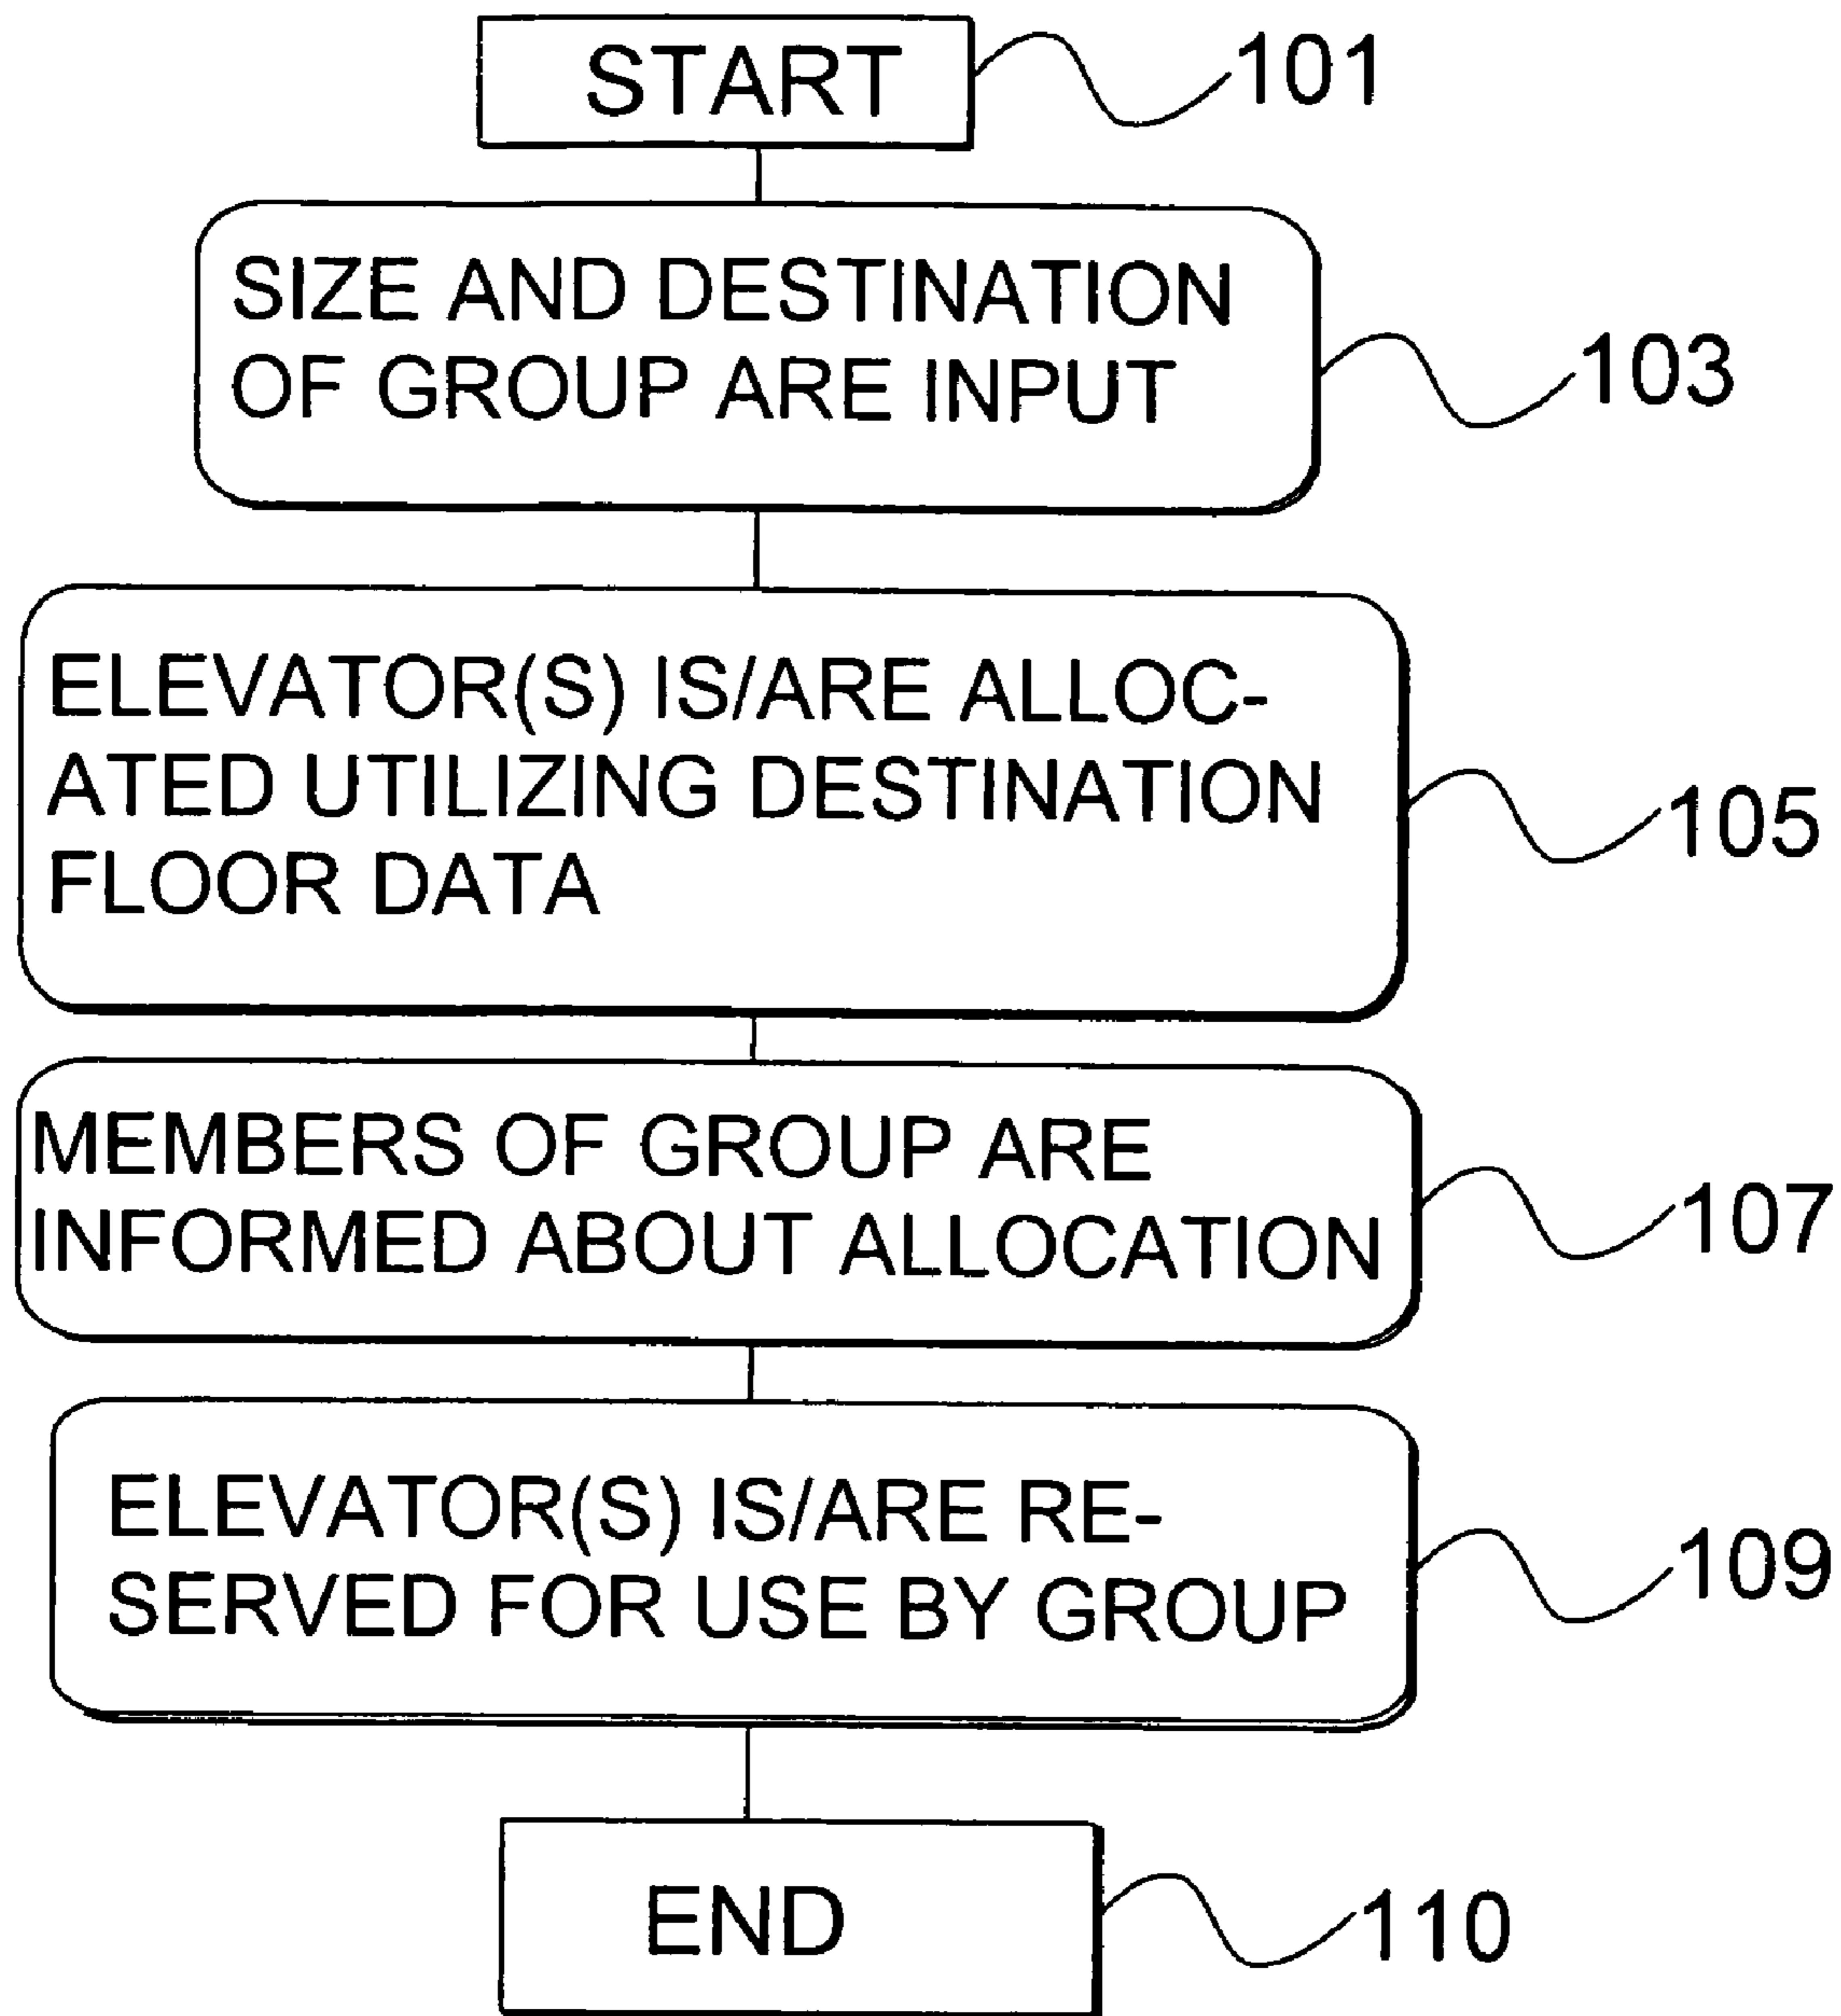 START
101
SIZE AND DESTINATION
OF GROUP ARE INPUT
103
ELEVATOR(S) IS/ARE ALLOC-
ATED UTILIZING DESTINATION
FLOOR DATA
105
MEMBERS OF GROUP ARE
INFORMED ABOUT ALLOCATION
107
ELEVATOR(S) IS/ARE RE-
SERVED FOR USE BY GROUP
109
END
110